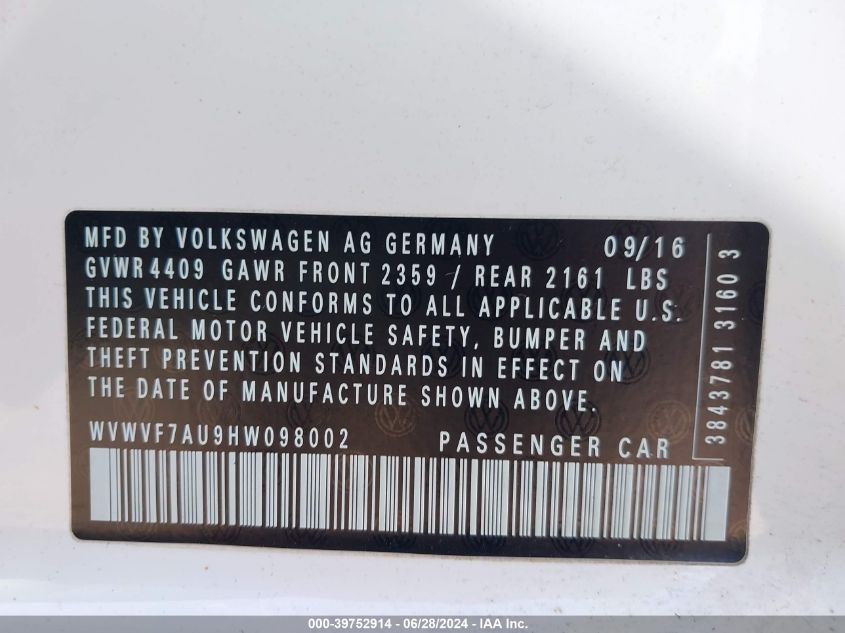 MFD BY VOLKSWAGEN AG GERMANY 09/16
GVWR 4409 GAWR FRONT 2359 / REAR 2161 LBS
THIS VEHICLE CONFORMS TO ALL APPLICABLE U.S.
FEDERAL MOTOR VEHICLE SAFETY, BUMPER AND
THEFT PREVENTION STANDARDS IN EFFECT ON
THE DATE OF MANUFACTURE SHOWN ABOVE.
WVWVF7AU9HW098002 PASSENGER CAR
3843781 3160 3
000-39752914 / 06/28/2024 - IAA Inc.